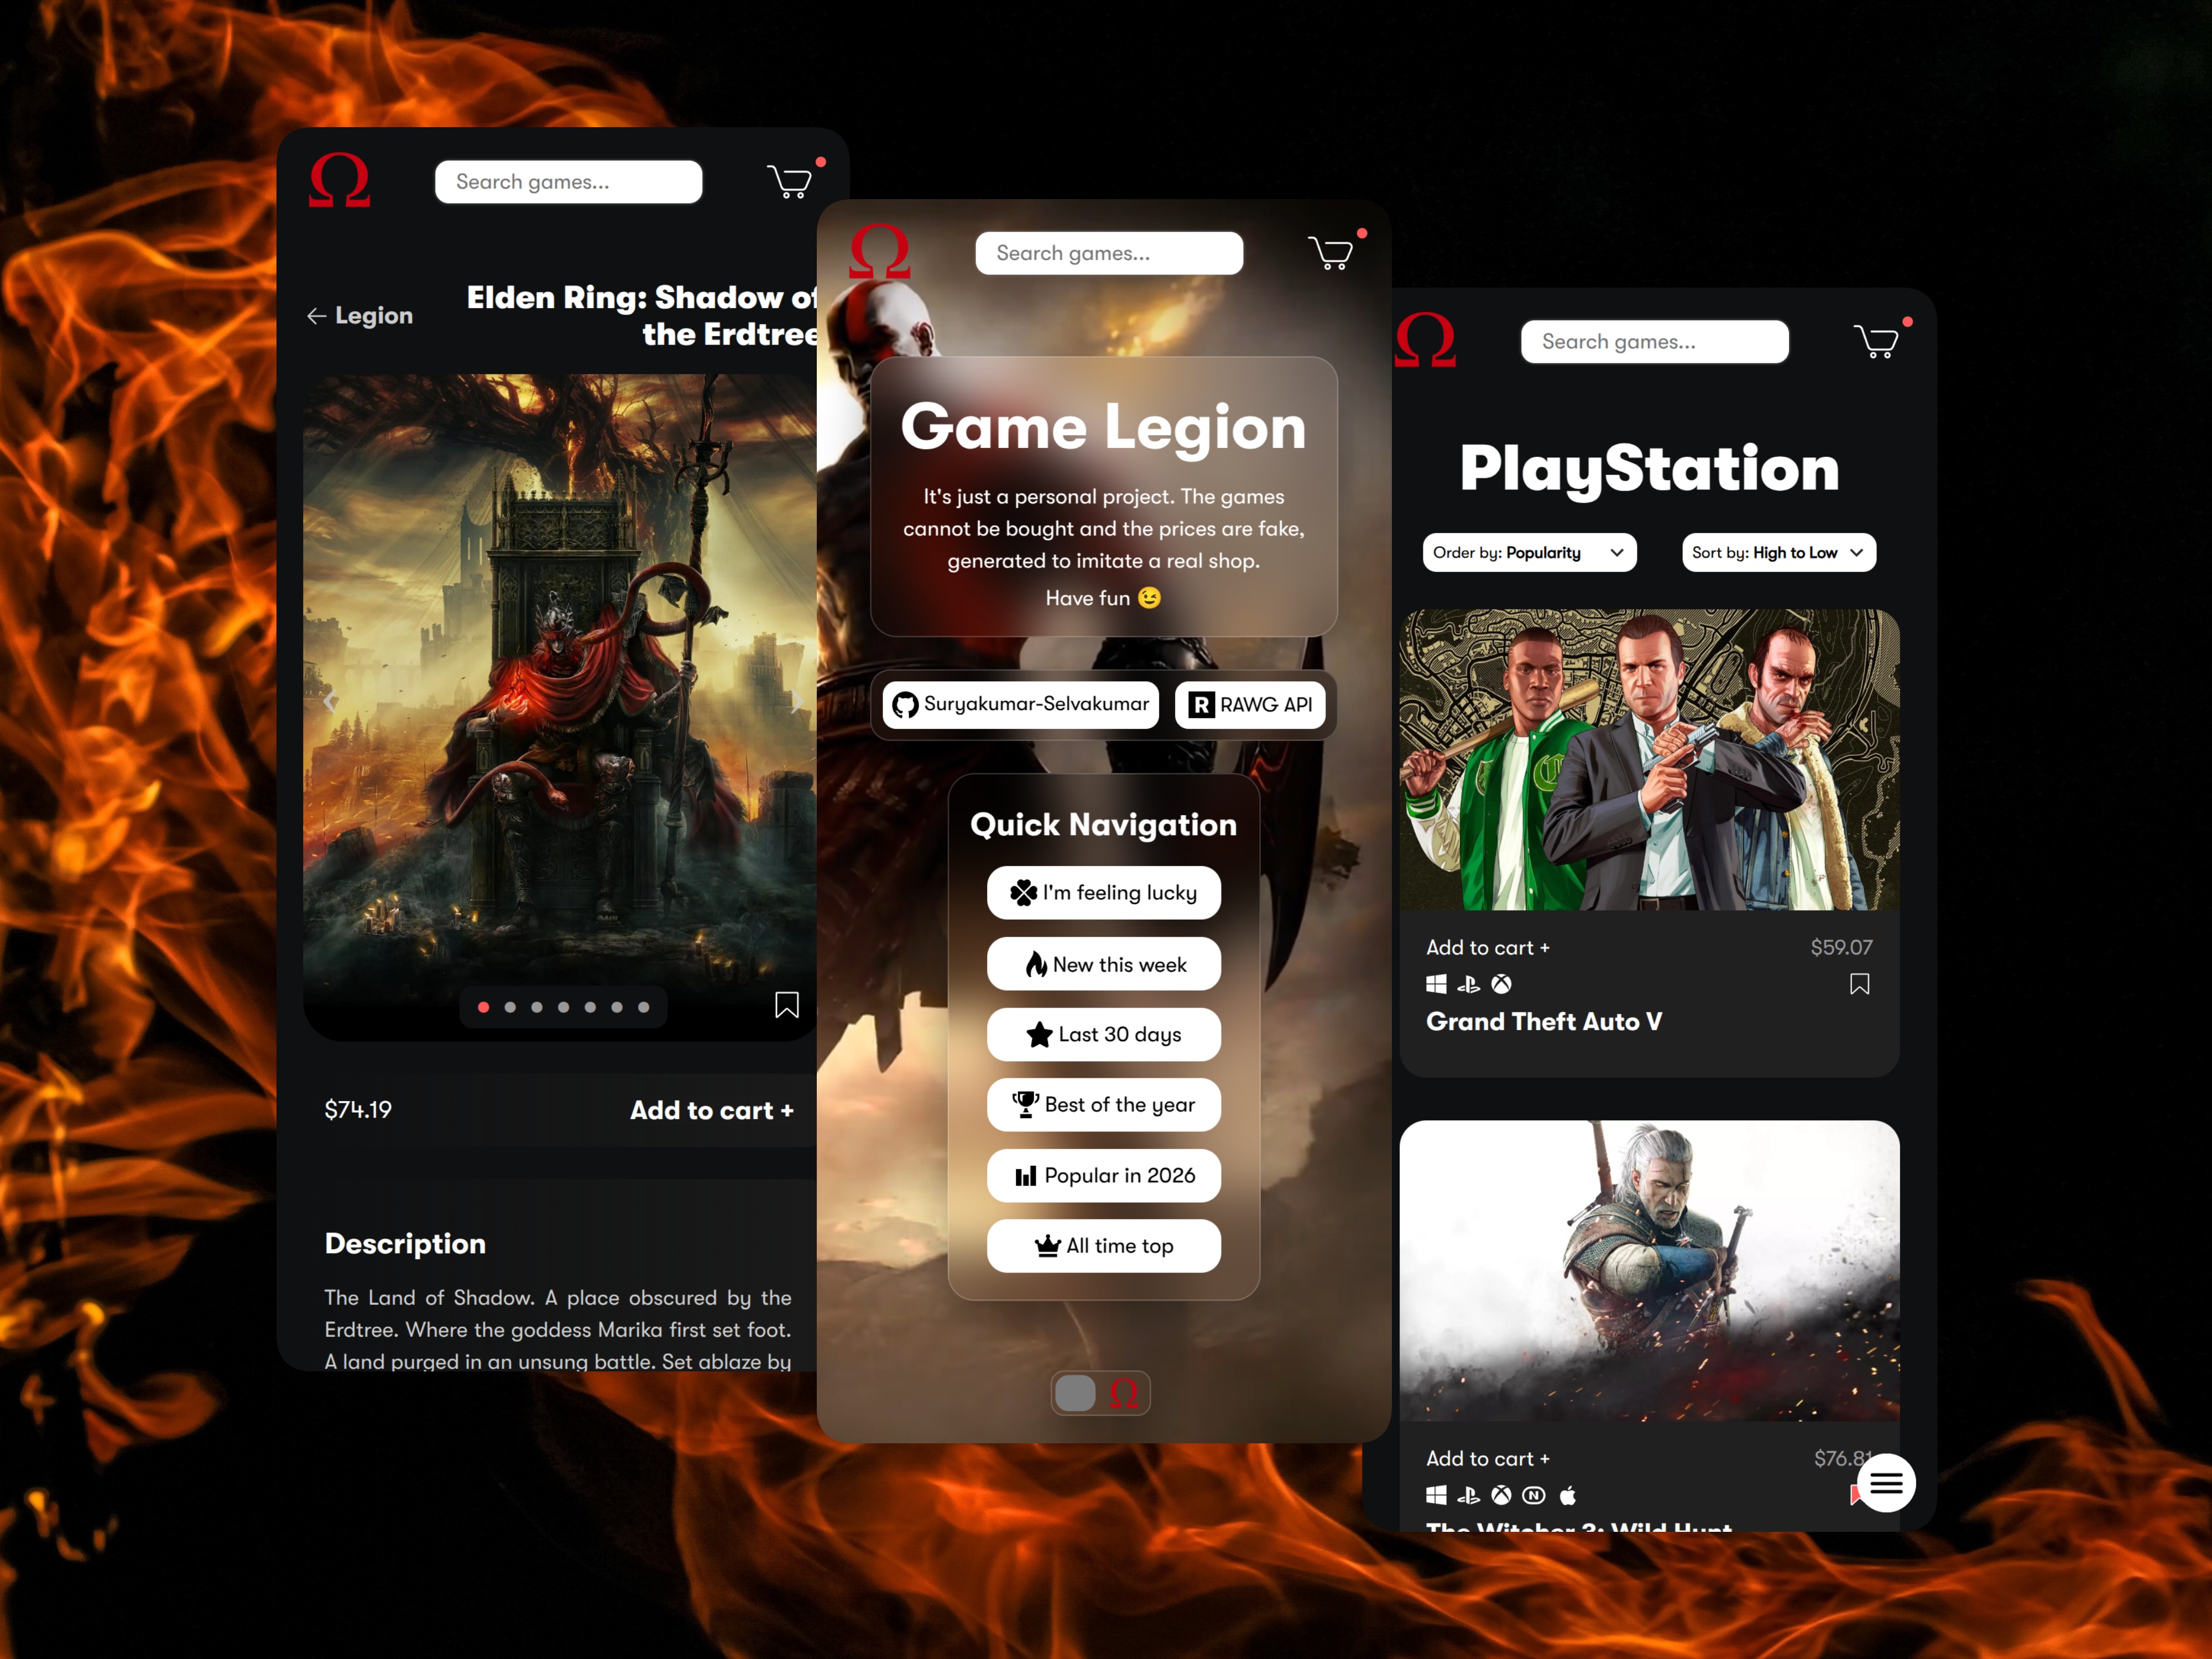 Ω
Search games...
← Legion
Elden Ring: Shadow of
the Erdtree
$74.19
Add to cart +
Description
The Land of Shadow. A place obscured by the
Erdtree. Where the goddess Marika first set foot.
A land purged in an unsung battle. Set ablaze by
Ω
Search games...
Game Legion
It's just a personal project. The games
cannot be bought and the prices are fake,
generated to imitate a real shop.
Have fun 😉
Suryakumar-Selvakumar
R RAWG API
Quick Navigation
I'm feeling lucky
New this week
Last 30 days
Best of the year
Popular in 2026
All time top
Ω
Ω
Search games...
PlayStation
Order by: Popularity
Sort by: High to Low
Add to cart +
$59.07
Grand Theft Auto V
Add to cart +
$76.81
The Witcher 3: Wild Hunt